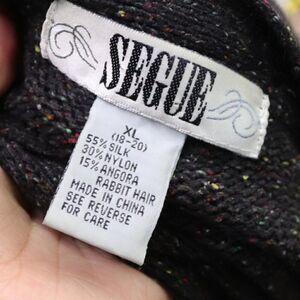 SEGUE
XL
(18-20)
55% SILK
30% NYLON
15% ANGORA
RABBIT HAIR
MADE IN CHINA
SEE REVERSE
FOR CARE